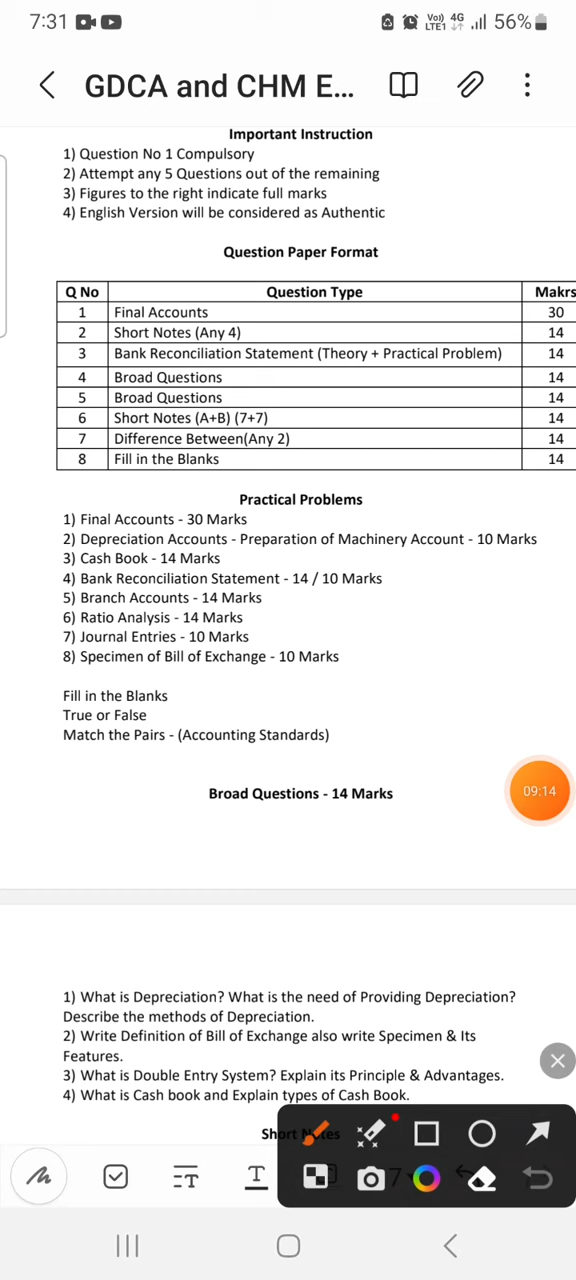 7:31 Vo)) LTE1 4G 56%
GDCA and CHM E...
Important Instruction
1) Question No 1 Compulsory
2) Attempt any 5 Questions out of the remaining
3) Figures to the right indicate full marks
4) English Version will be considered as Authentic
Question Paper Format
Q No Question Type Makrs
1 Final Accounts 30
2 Short Notes (Any 4) 14
3 Bank Reconciliation Statement (Theory + Practical Problem) 14
4 Broad Questions 14
5 Broad Questions 14
6 Short Notes (A+B) (7+7) 14
7 Difference Between(Any 2) 14
8 Fill in the Blanks 14
Practical Problems
1) Final Accounts - 30 Marks
2) Depreciation Accounts - Preparation of Machinery Account - 10 Marks
3) Cash Book - 14 Marks
4) Bank Reconciliation Statement - 14 / 10 Marks
5) Branch Accounts - 14 Marks
6) Ratio Analysis - 14 Marks
7) Journal Entries - 10 Marks
8) Specimen of Bill of Exchange - 10 Marks
Fill in the Blanks
True or False
Match the Pairs - (Accounting Standards)
09:14
Broad Questions - 14 Marks
1) What is Depreciation? What is the need of Providing Depreciation?
Describe the methods of Depreciation.
2) Write Definition of Bill of Exchange also write Specimen & Its
Features.
3) What is Double Entry System? Explain its Principle & Advantages.
4) What is Cash book and Explain types of Cash Book.
Short Notes
T T 7